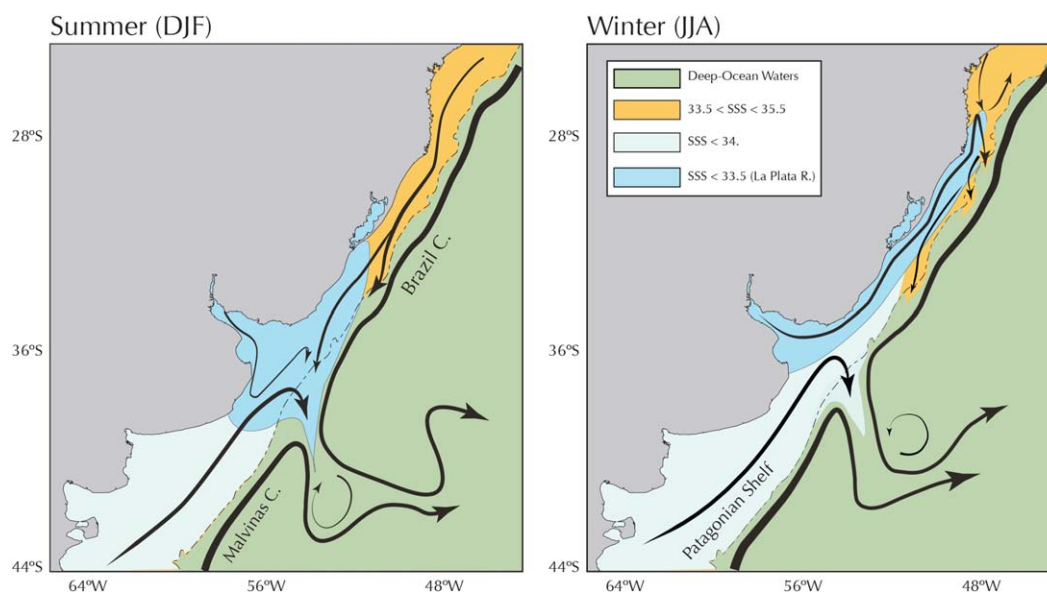 Summer (DJF)
Winter (JJA)
Deep-Ocean Waters
33.5 < SSS < 35.5
SSS < 34.
SSS < 33.5 (La Plata R.)
28ºS
36ºS
44ºS
28ºS
36ºS
44ºS
Brazil C.
Malvinas C.
Patagonian Shelf
64ºW
56ºW
48ºW
64ºW
56ºW
48ºW